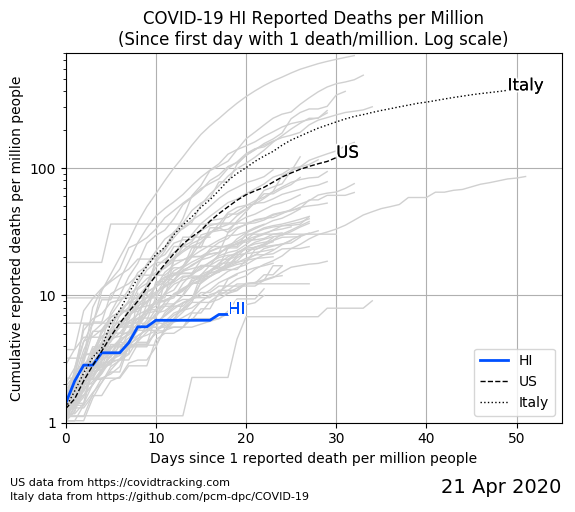 COVID-19 HI Reported Deaths per Million
(Since first day with 1 death/million. Log scale)
Cumulative reported deaths per million people
100
10
1
Italy
US
HI
HI
US
Italy
0 10 20 30 40 50
Days since 1 reported death per million people
US data from https://covidtracking.com
Italy data from https://github.com/pcm-dpc/COVID-19
21 Apr 2020